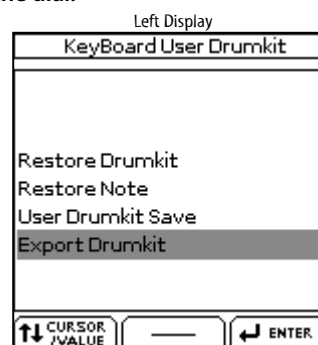 Left Display
KeyBoard User Drumkit
Restore Drumkit
Restore Note
User Drumkit Save
Export Drumkit
CURSOR
/VALUE
ENTER